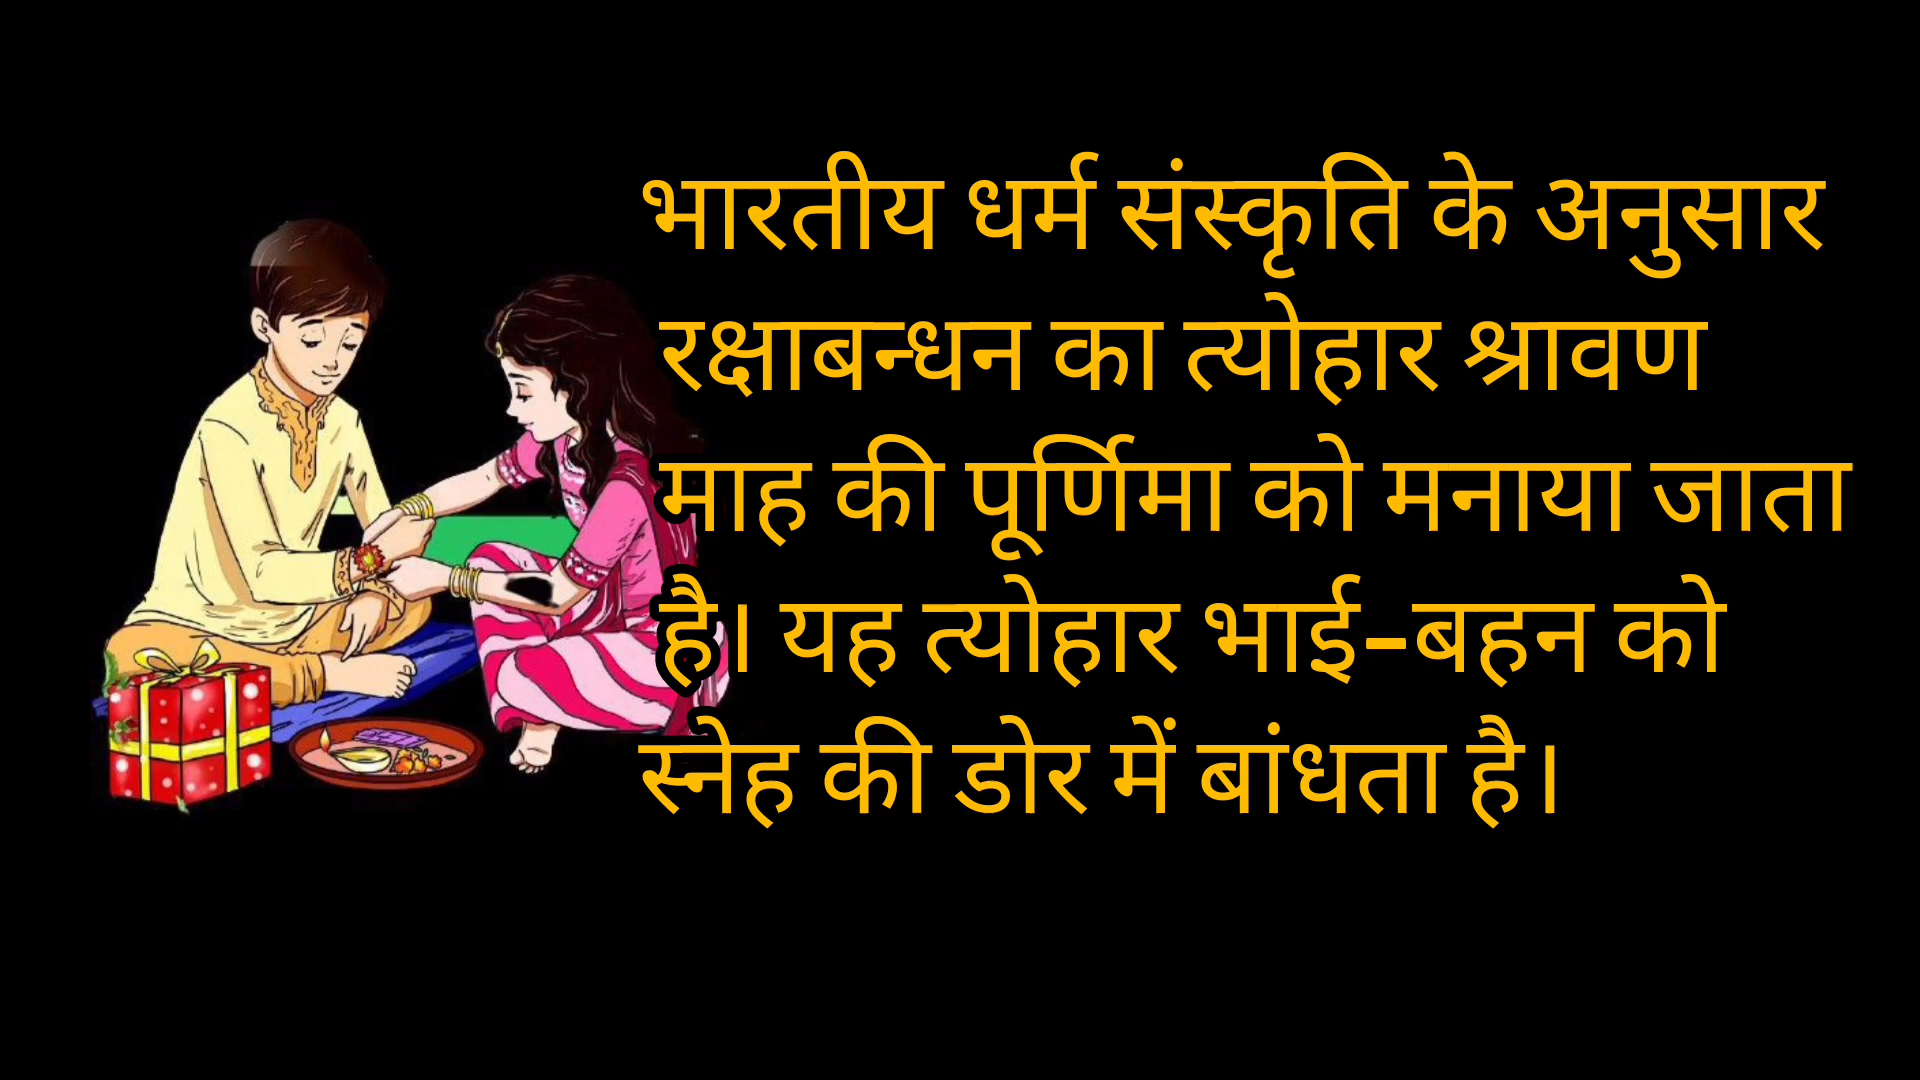 भारतीय धर्म संस्कृति के अनुसार
रक्षाबन्धन का त्योहार श्रावण
माह की पूर्णिमा को मनाया जाता
है। यह त्योहार भाई-बहन को
स्नेह की डोर में बांधता है।